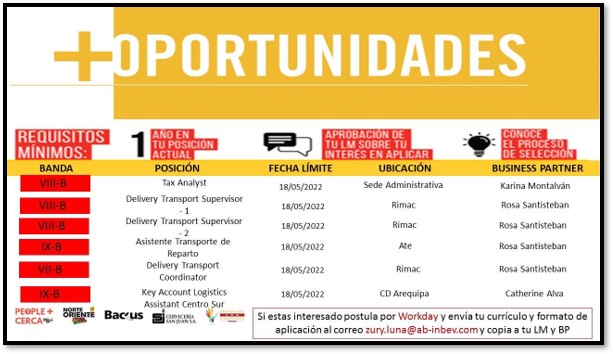 +OPORTUNIDADES
REQUISITOS
MÍNIMOS:
1 AÑO EN
TU POSICIÓN
ACTUAL
APROBACIÓN DE
TU LM SOBRE TU
INTERÉS EN APLICAR
CONOCE
EL PROCESO
DE SELECCIÓN
BANDA POSICIÓN FECHA LÍMITE UBICACIÓN BUSINESS PARTNER
VIII-B Tax Analyst 18/05/2022 Sede Administrativa Karina Montalván
VIII-B Delivery Transport Supervisor
- 1 18/05/2022 Rimac Rosa Santisteban
VIII-B Delivery Transport Supervisor
- 2 18/05/2022 Rimac Rosa Santisteban
IX-B Asistente Transporte de
Reparto 18/05/2022 Ate Rosa Santisteban
VII-B Delivery Transport
Coordinator 18/05/2022 Rimac Rosa Santisteban
IX-B Key Account Logistics
Assistant Centro Sur 18/05/2022 CD Arequipa Catherine Alva
PEOPLE +
CERCA
NORTE
ORIENTE
Backus
CERVECERÍA
SAN JUAN S.A.
Si estas interesado postula por Workday y envía tu currículo y formato de
aplicación al correo zury.luna@ab-inbev.com y copia a tu LM y BP